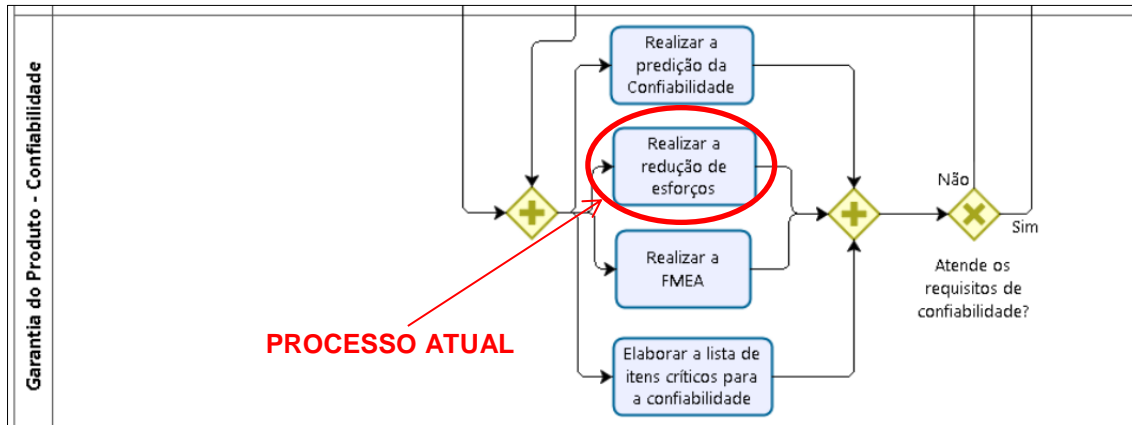 Garantia do Produto - Confiabilidade
Realizar a
predição da
Confiabilidade
Realizar a
redução de
esforços
Realizar a
FMEA
Elaborar a lista de
itens críticos para
a confiabilidade
PROCESSO ATUAL
Não
Sim
Atende os
requisitos de
confiabilidade?